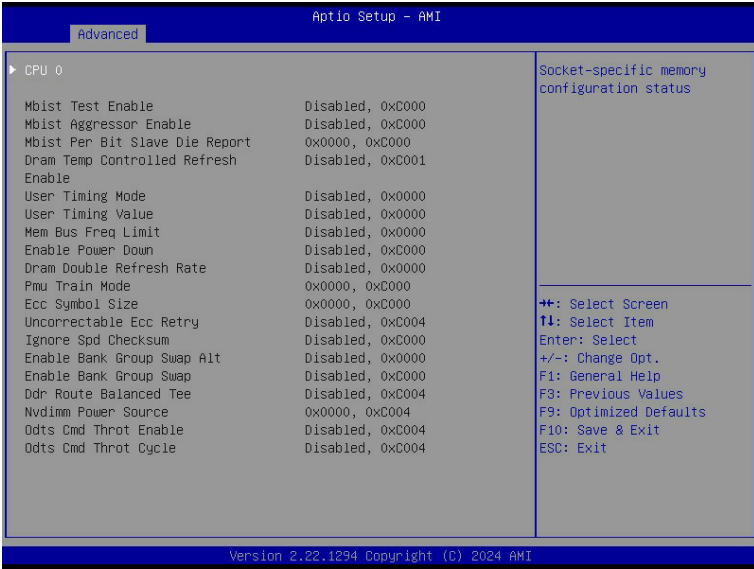 Aptio Setup – AMI
Advanced
▶ CPU 0
Mbist Test Enable Disabled, 0xC000
Mbist Aggressor Enable Disabled, 0xC000
Mbist Per Bit Slave Die Report 0x0000, 0xC000
Dram Temp Controlled Refresh Disabled, 0xC001
Enable
User Timing Mode Disabled, 0x0000
User Timing Value Disabled, 0x0000
Mem Bus Freq Limit Disabled, 0x0000
Enable Power Down Disabled, 0xC000
Dram Double Refresh Rate Disabled, 0x0000
Pmu Train Mode 0x0000, 0xC000
Ecc Symbol Size 0x0000, 0xC000
Uncorrectable Ecc Retry Disabled, 0xC004
Ignore Spd Checksum Disabled, 0xC000
Enable Bank Group Swap Alt Disabled, 0x0000
Enable Bank Group Swap Disabled, 0xC000
Ddr Route Balanced Tee Disabled, 0xC004
Nvdimm Power Source 0x0000, 0xC004
Odts Cmd Throt Enable Disabled, 0xC004
Odts Cmd Throt Cycle Disabled, 0xC004
Socket-specific memory
configuration status
→←: Select Screen
↑↓: Select Item
Enter: Select
+/-: Change Opt.
F1: General Help
F3: Previous Values
F9: Optimized Defaults
F10: Save & Exit
ESC: Exit
Version 2.22.1294 Copyright (C) 2024 AMI